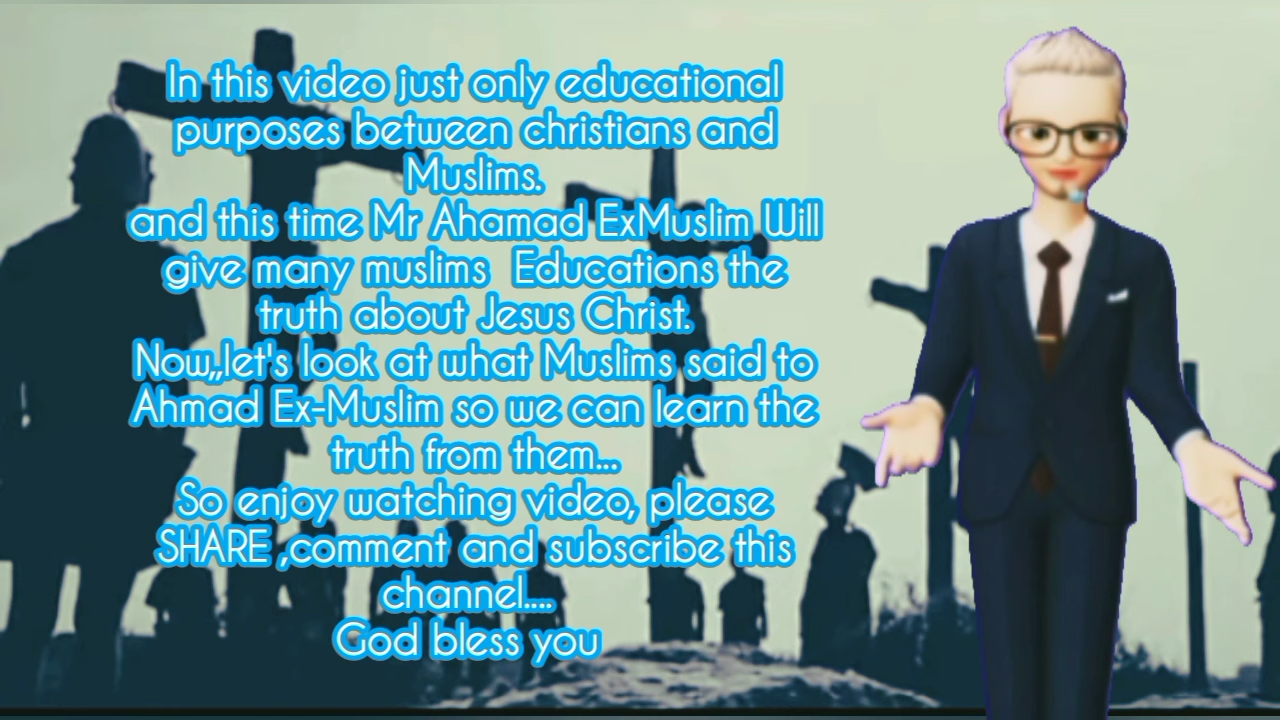 In this video just only educational
purposes between christians and
Muslims.
and this time Mr Ahamad ExMuslim Will
give many muslims Educations the
truth about Jesus Christ.
Now,,let's look at what Muslims said to
Ahmad Ex-Muslim so we can learn the
truth from them...
So enjoy watching video, please
SHARE ,comment and subscribe this
channel....
God bless you